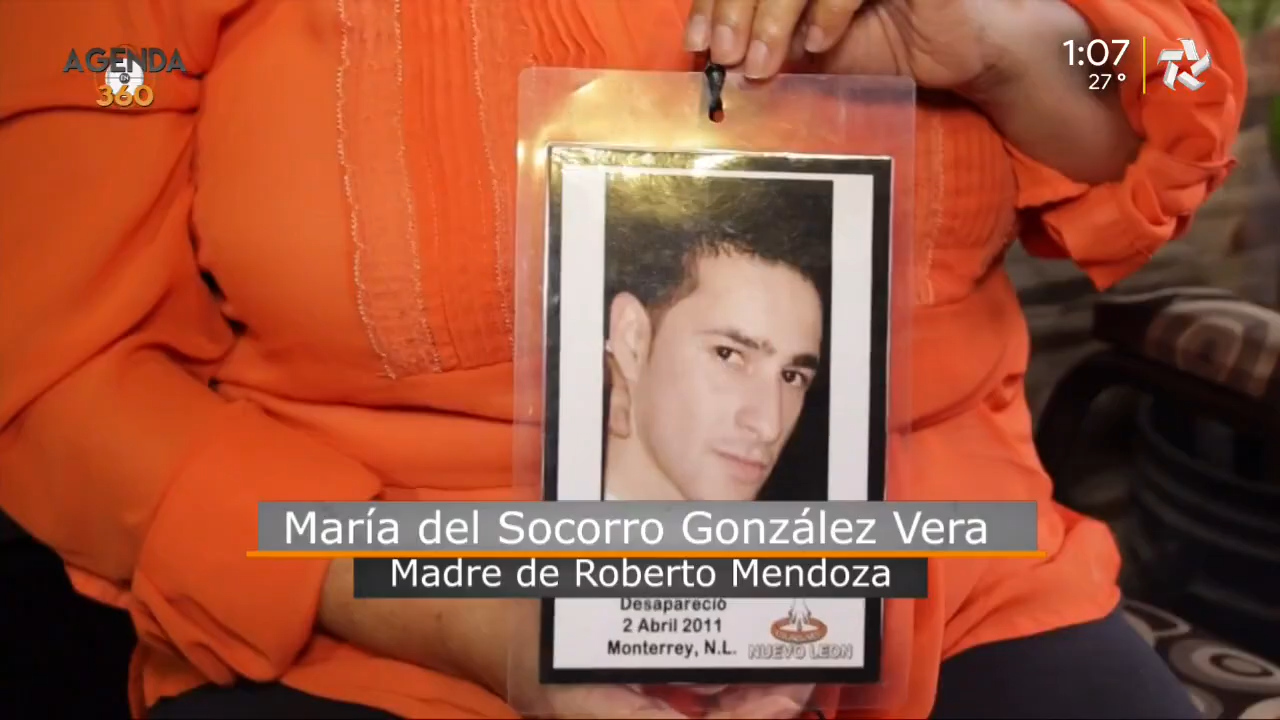 AGENDA
EN
360
1:07
27°
María del Socorro González Vera
Madre de Roberto Mendoza
Desapareció
2 Abril 2011
Monterrey, N.L.
NUEVO LEON